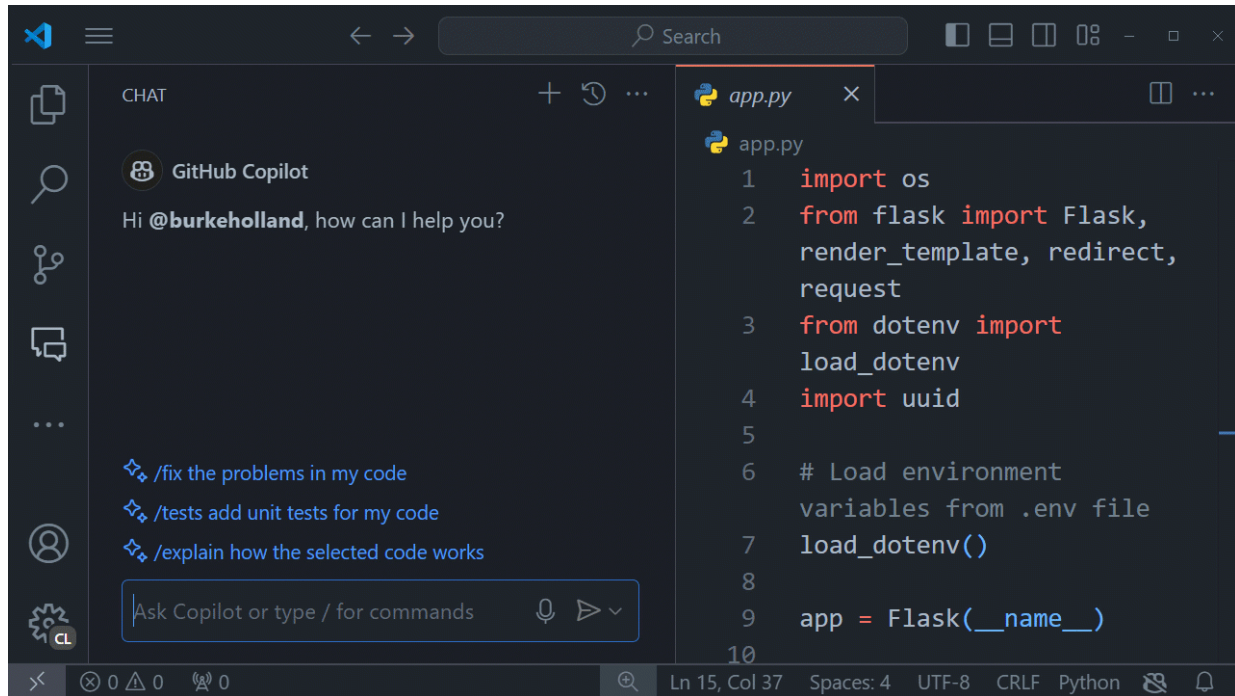 Search
CHAT
GitHub Copilot
Hi @burkeholland, how can I help you?
/fix the problems in my code
/tests add unit tests for my code
/explain how the selected code works
Ask Copilot or type / for commands
CL
app.py
app.py
1 import os
2 from flask import Flask,
render_template, redirect,
request
3 from dotenv import
load_dotenv
4 import uuid
5
6 # Load environment
variables from .env file
7 load_dotenv()
8
9 app = Flask(__name__)
10
0 0 0 Ln 15, Col 37 Spaces: 4 UTF-8 CRLF Python